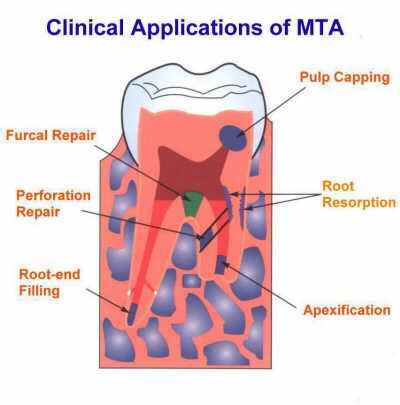 Clinical Applications of MTA
Pulp Capping
Furcal Repair
Root
Resorption
Perforation
Repair
Root-end
Filling
Apexification